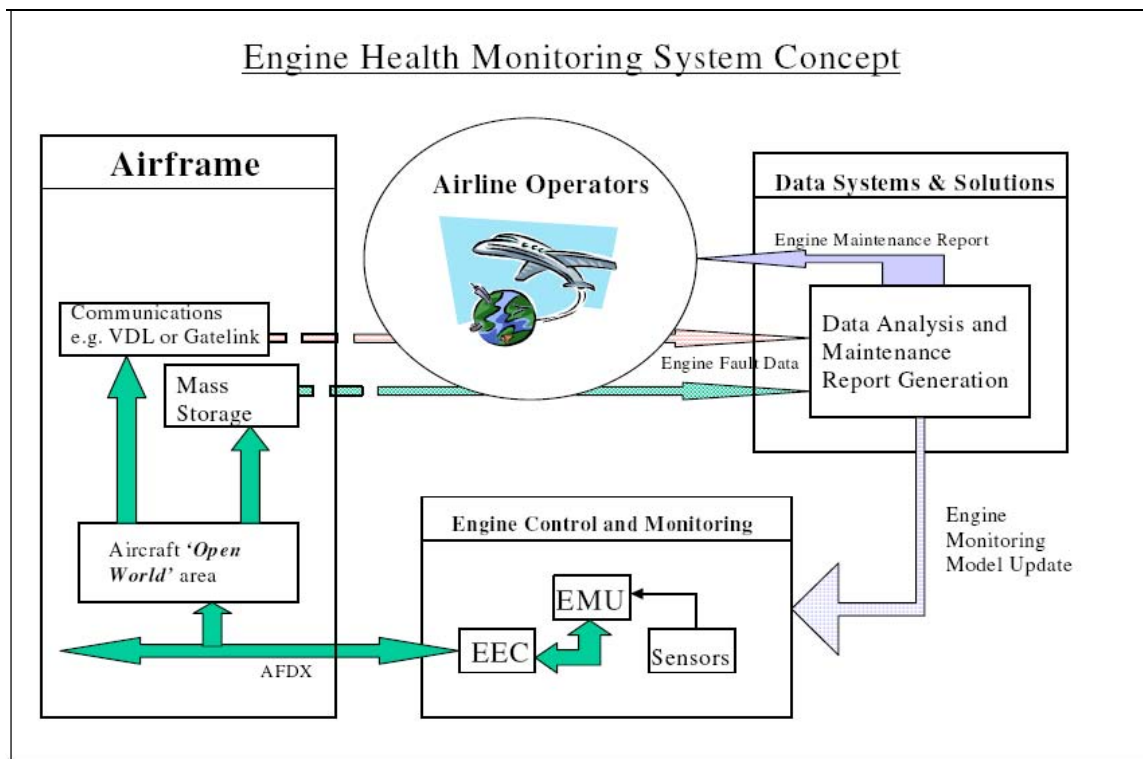 Engine Health Monitoring System Concept
Airframe
Airline Operators
Data Systems & Solutions
Engine Maintenance Report
Communications
e.g. VDL or Gatelink
Mass
Storage
Engine Fault Data
Data Analysis and
Maintenance
Report Generation
Aircraft ‘Open
World’ area
AFDX
Engine Control and Monitoring
EMU
EEC
Sensors
Engine
Monitoring
Model Update